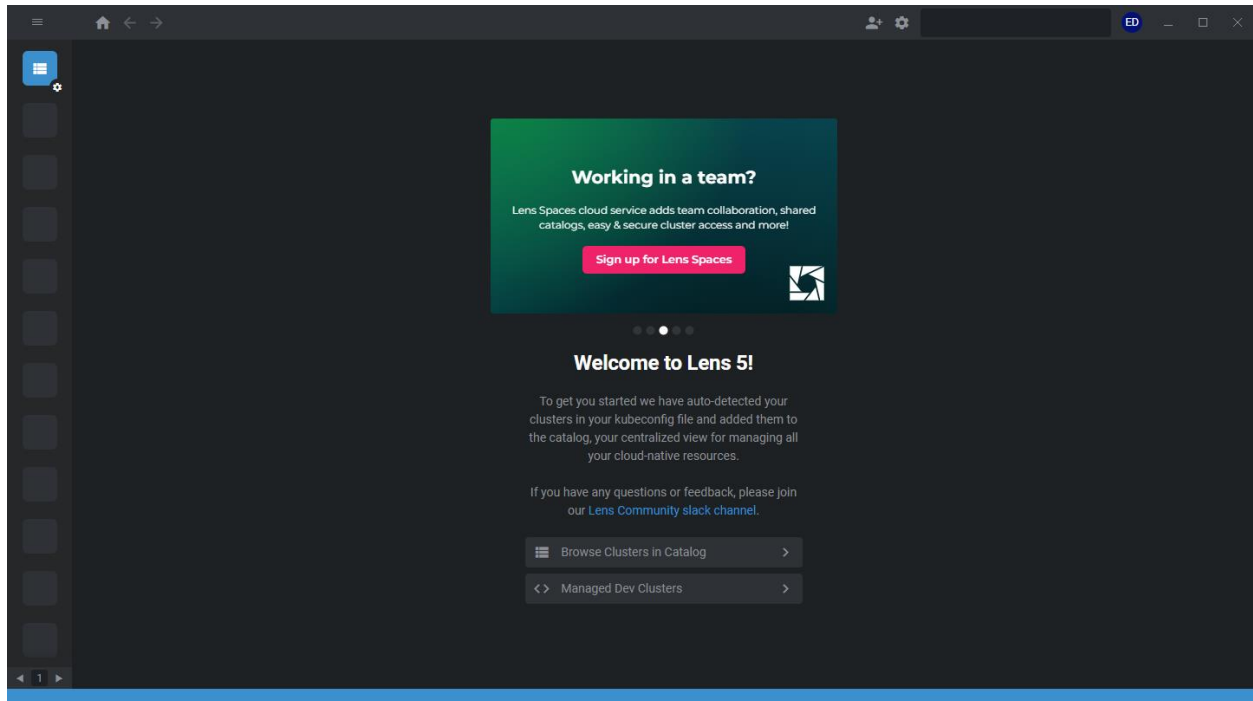 ED
Working in a team?
Lens Spaces cloud service adds team collaboration, shared
catalogs, easy & secure cluster access and more!
Sign up for Lens Spaces
Welcome to Lens 5!
To get you started we have auto-detected your
clusters in your kubeconfig file and added them to
the catalog, your centralized view for managing all
your cloud-native resources.
If you have any questions or feedback, please join
our Lens Community slack channel.
Browse Clusters in Catalog
Managed Dev Clusters
1